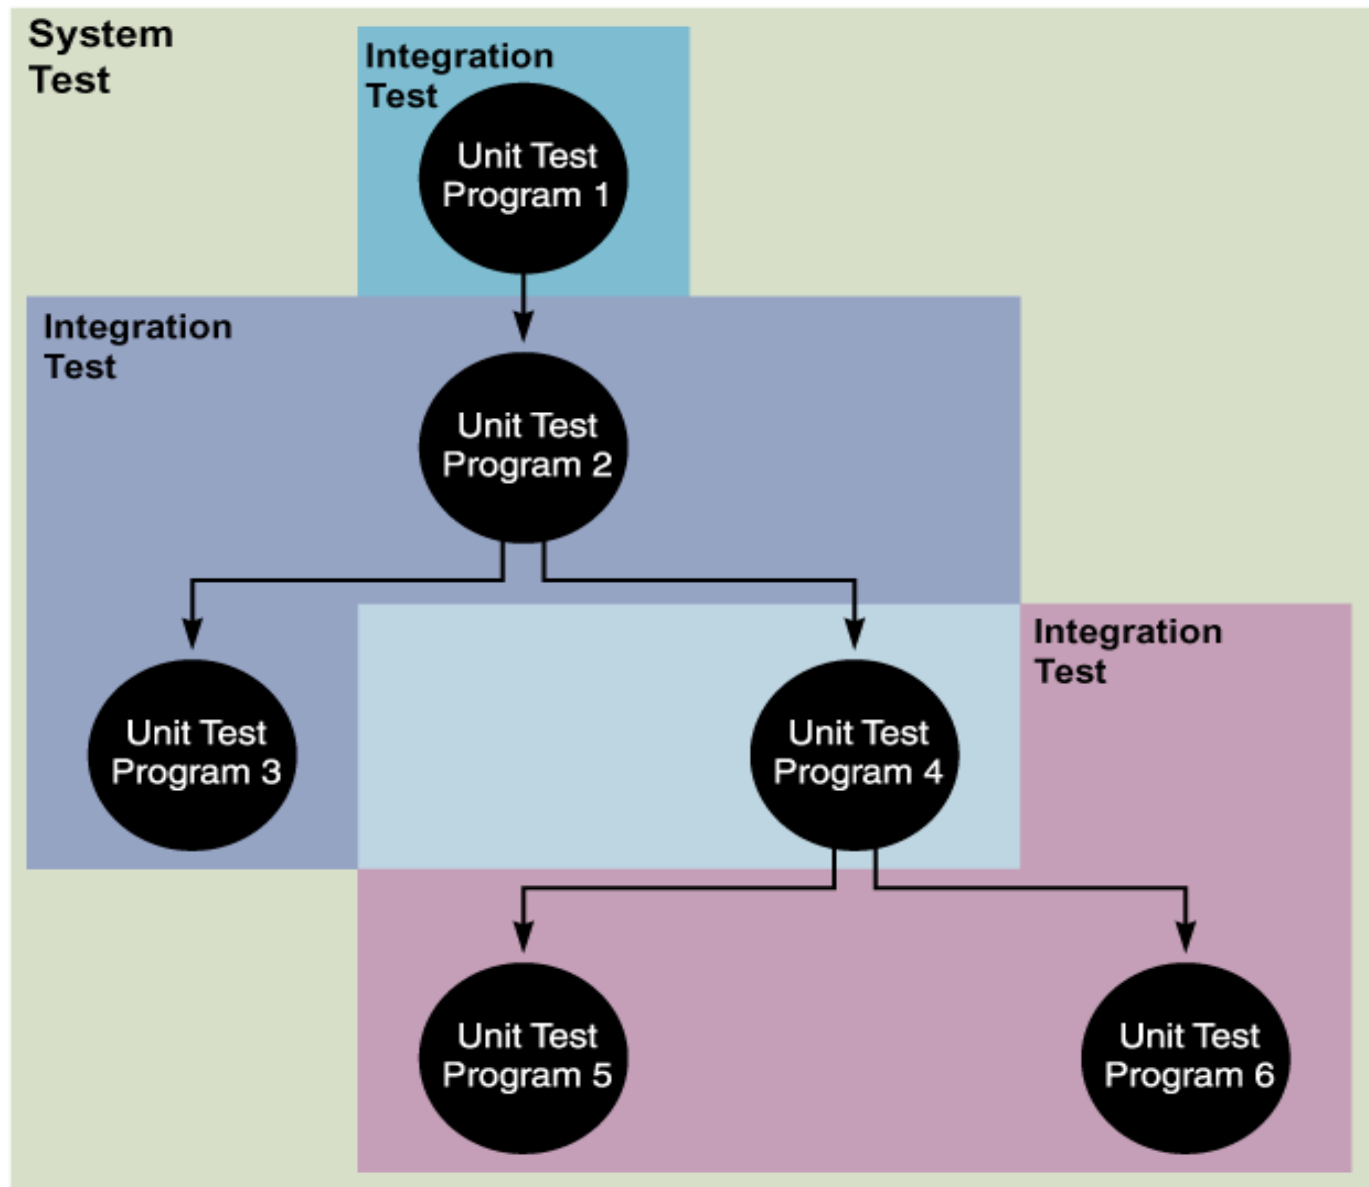 System
Test
Integration
Test
Unit Test
Program 1
Integration
Test
Unit Test
Program 2
Integration
Test
Unit Test
Program 3
Unit Test
Program 4
Unit Test
Program 5
Unit Test
Program 6